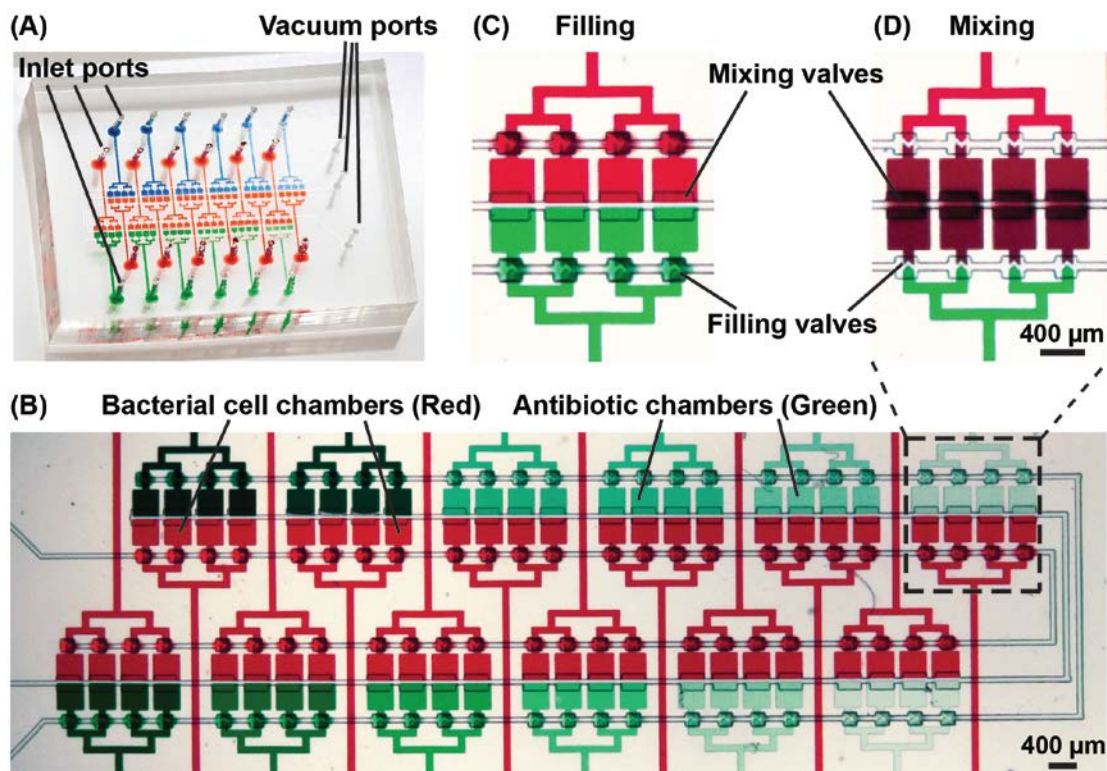 (A)
Vacuum ports
Inlet ports
(C) Filling
(D) Mixing
Mixing valves
Filling valves
400 µm
(B) Bacterial cell chambers (Red)
Antibiotic chambers (Green)
400 µm